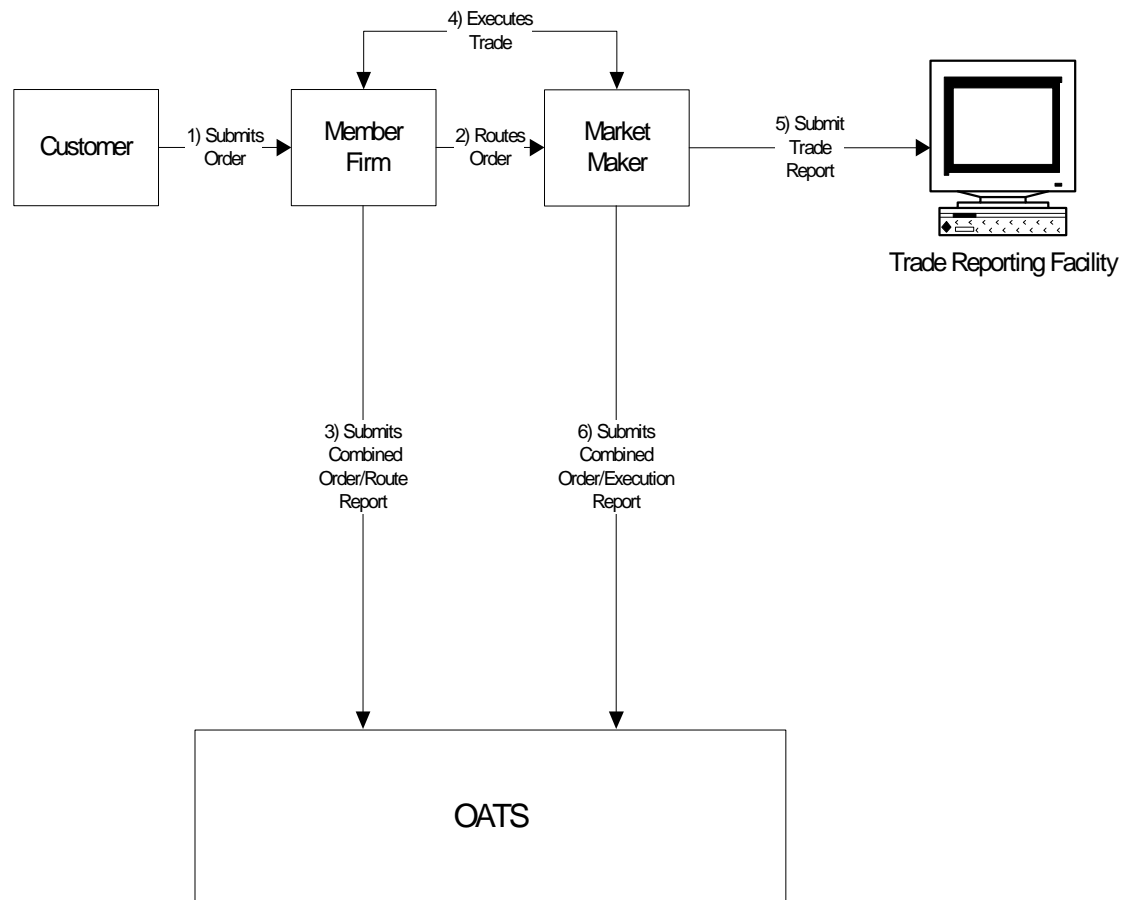 4) Executes
Trade
Customer
1) Submits
Order
Member
Firm
2) Routes
Order
Market
Maker
5) Submit
Trade
Report
Trade Reporting Facility
3) Submits
Combined
Order/Route
Report
6) Submits
Combined
Order/Execution
Report
OATS